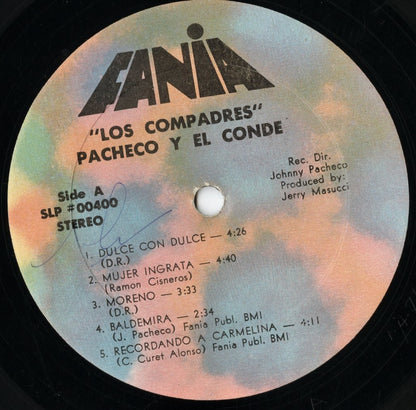 FANIA
"LOS COMPADRES"
PACHECO Y EL CONDE
Rec. Dir.
Johnny Pacheco
Produced by:
Jerry Masucci
Side A
SLP #00400
STEREO
1. DULCE CON DULCE — 4:26
(D.R.)
2. MUJER INGRATA — 4:40
(Ramon Cisneros)
3. MORENO — 3:33
(D.R.)
4. BALDEMIRA — 2:34
(J. Pacheco) Fania Publ. BMI
5. RECORDANDO A CARMELINA — 4:11
(C. Curet Alonso) Fania Publ. BMI